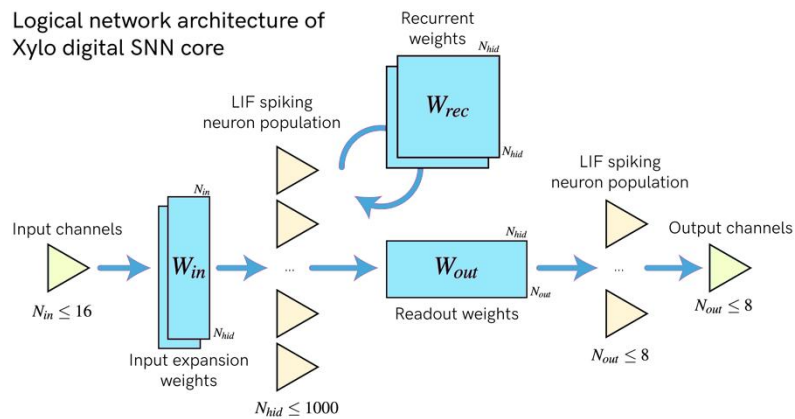 Logical network architecture of
Xylo digital SNN core
Recurrent weights
N_hid
W_rec
N_hid
LIF spiking
neuron population
LIF spiking
neuron population
Input channels
N_in
W_in
N_hid
...
N_hid
W_out
N_out
...
Output channels
N_in ≤ 16
Input expansion
weights
Readout weights
N_out ≤ 8
N_out ≤ 8
N_hid ≤ 1000